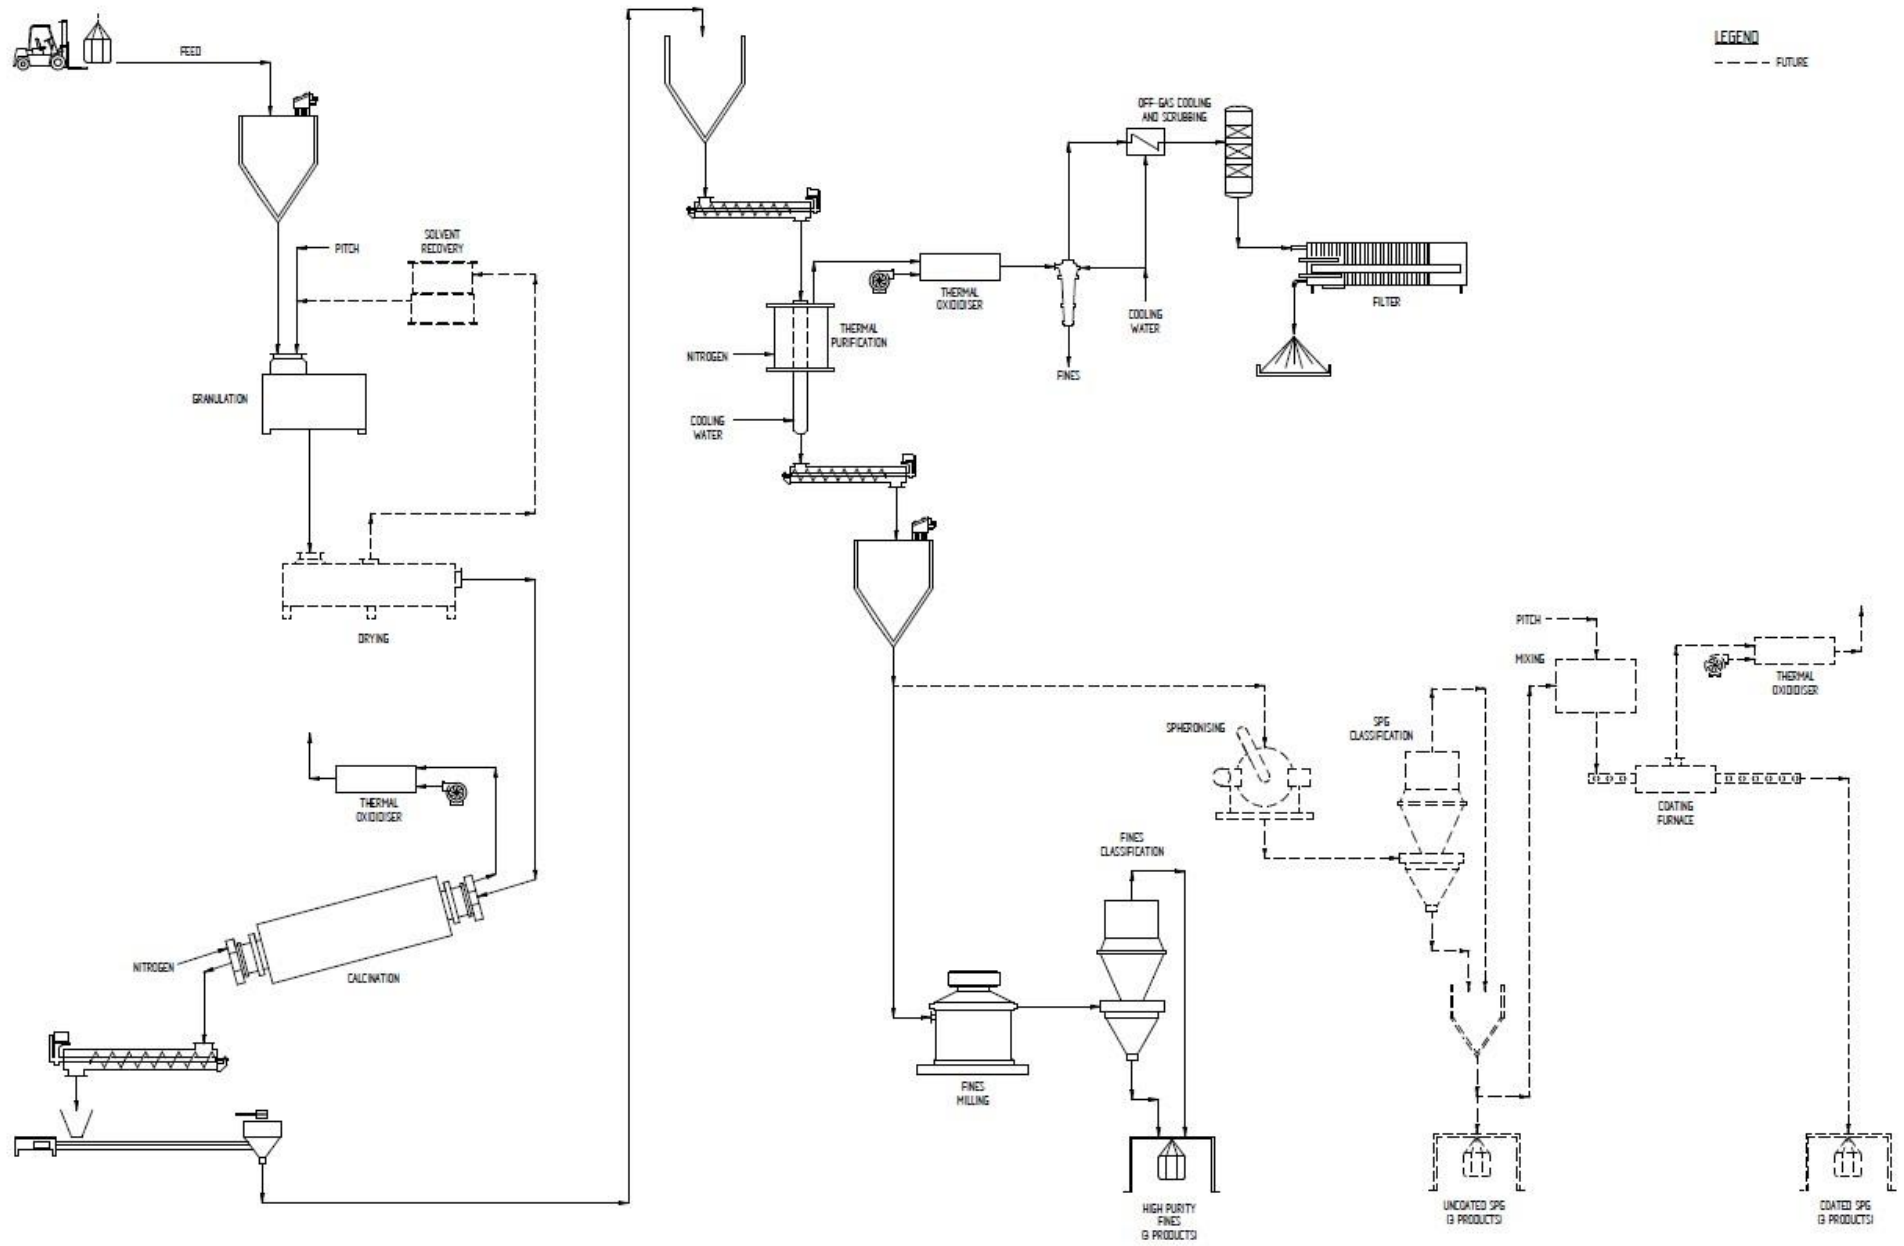 LEGEND
FUTURE
FEED
OFF-GAS COOLING
AND SCRUBBING
SOLVENT
RECOVERY
PITCH
THERMAL
OXIDIDISER
COOLING
WATER
FILTER
THERMAL
PURIFICATION
NITROGEN
FINES
GRANULATION
COOLING
WATER
DRYING
PITCH
MIXING
THERMAL
OXIDIDISER
SPG
CLASSIFICATION
SPHERONISING
THERMAL
OXIDIDISER
COATING
FURNACE
FINES
CLASSIFICATION
NITROGEN
CALCINATION
FINES
MILLING
HIGH PURITY
FINES
(3 PRODUCTS)
UNCOATED SPG
(3 PRODUCTS)
COATED SPG
(3 PRODUCTS)